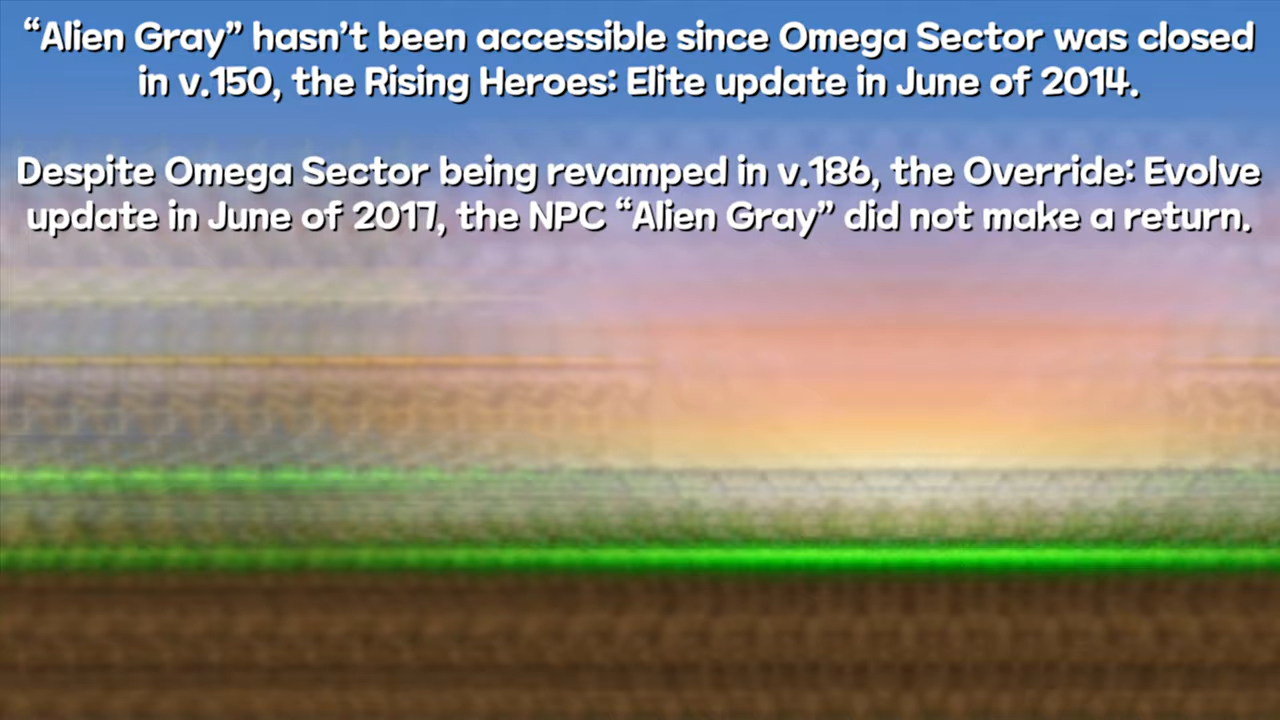 “Alien Gray” hasn’t been accessible since Omega Sector was closed
in v.150, the Rising Heroes: Elite update in June of 2014.
Despite Omega Sector being revamped in v.186, the Override: Evolve
update in June of 2017, the NPC “Alien Gray” did not make a return.